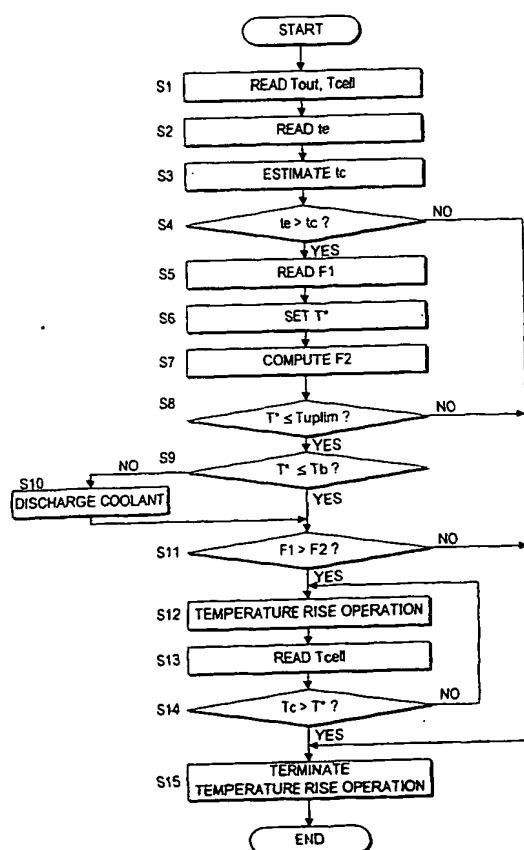 START
S1
READ Tout, Tcell
S2
READ te
S3
ESTIMATE tc
S4
te > tc ?
NO
YES
S5
READ F1
S6
SET T*
S7
COMPUTE F2
S8
T* ≤ Tuplim ?
NO
YES
S9
T* ≤ Tb ?
NO
YES
S10
DISCHARGE COOLANT
S11
F1 > F2 ?
NO
YES
S12
TEMPERATURE RISE OPERATION
S13
READ Tcell
S14
Tc > T* ?
NO
YES
S15
TERMINATE
TEMPERATURE RISE OPERATION
END